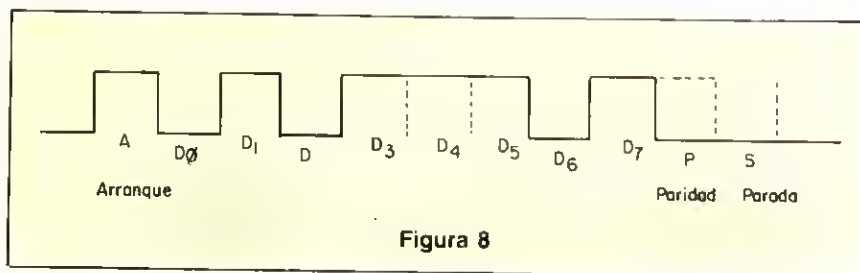 A DØ D1 D D3 D4 D5 D6 D7 P S
Arranque Paridad Parada
Figura 8